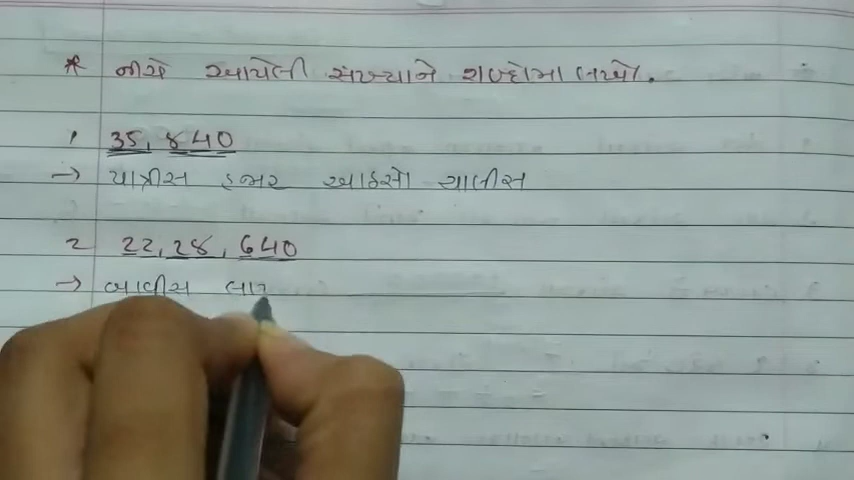 * નીચે આપેલી સંખ્યાને શબ્દોમા લખો.
1 35,840
→ પાત્રીસ હજાર આઠસો ચાલીસ
2 22,28,640
→ બાવીસ